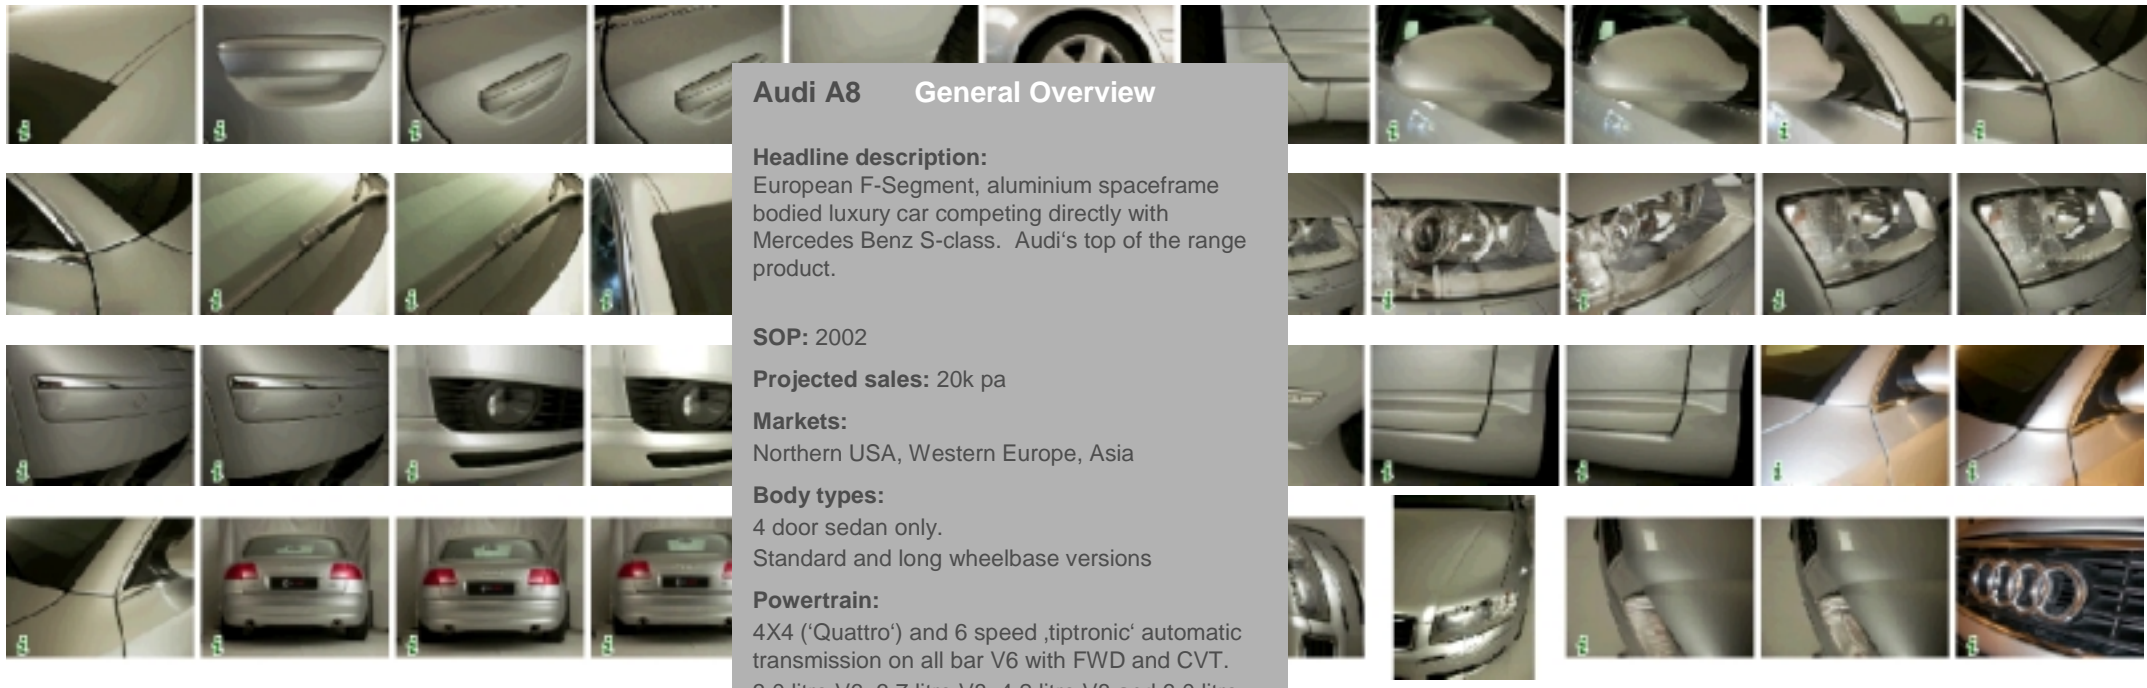 Audi A8 General Overview
Headline description:
European F-Segment, aluminium spaceframe
bodied luxury car competing directly with
Mercedes Benz S-class. Audi‘s top of the range
product.
SOP: 2002
Projected sales: 20k pa
Markets:
Northern USA, Western Europe, Asia
Body types:
4 door sedan only.
Standard and long wheelbase versions
Powertrain:
4X4 (‘Quattro‘) and 6 speed ‚tiptronic‘ automatic
transmission on all bar V6 with FWD and CVT.